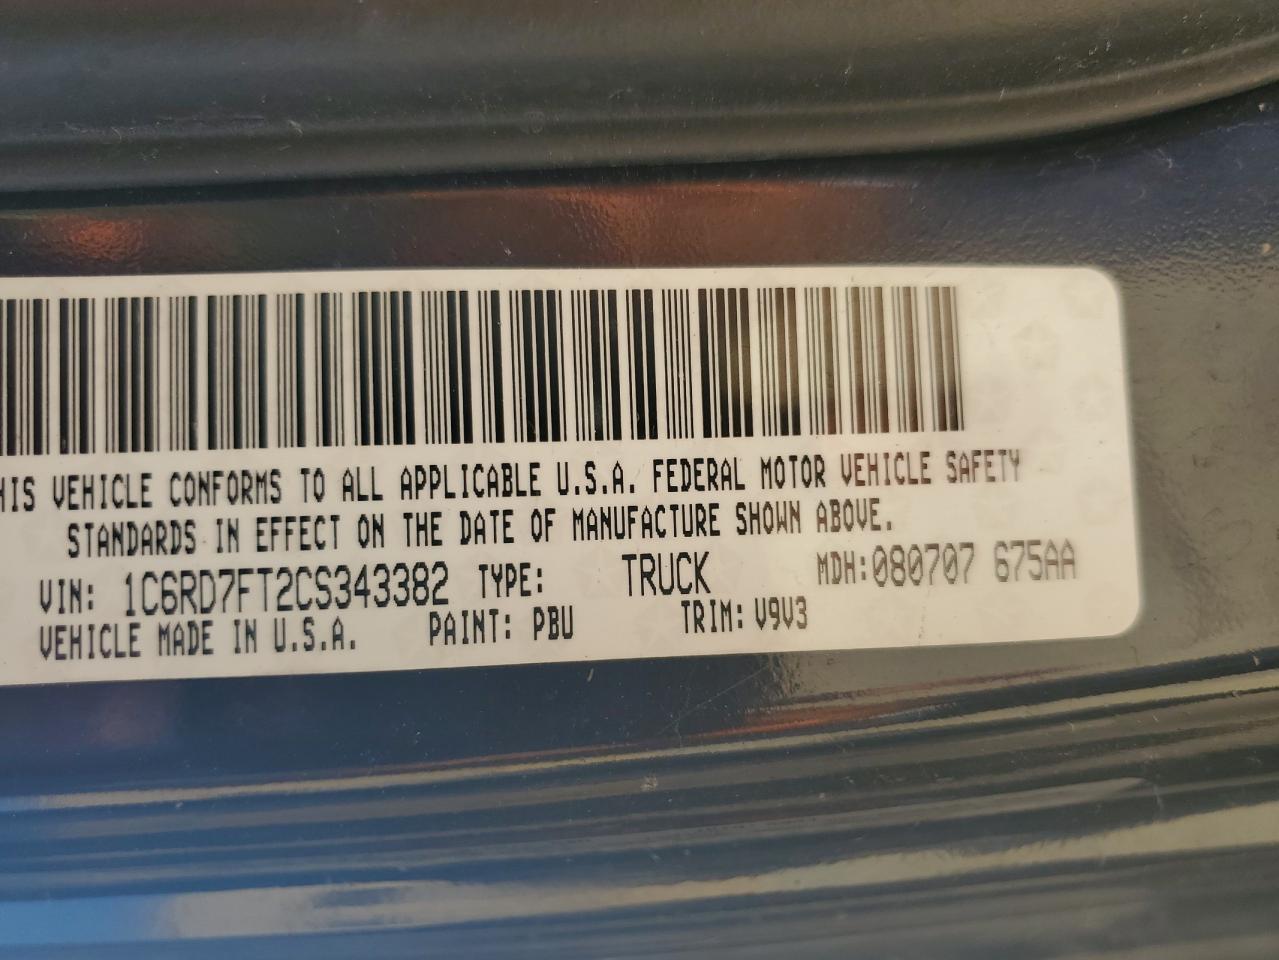 HIS VEHICLE CONFORMS TO ALL APPLICABLE U.S.A. FEDERAL MOTOR VEHICLE SAFETY
STANDARDS IN EFFECT ON THE DATE OF MANUFACTURE SHOWN ABOVE.
VIN: 1C6RD7FT2CS343382 TYPE: TRUCK MDH:080707 675AA
VEHICLE MADE IN U.S.A. PAINT: PBU TRIM: V9V3